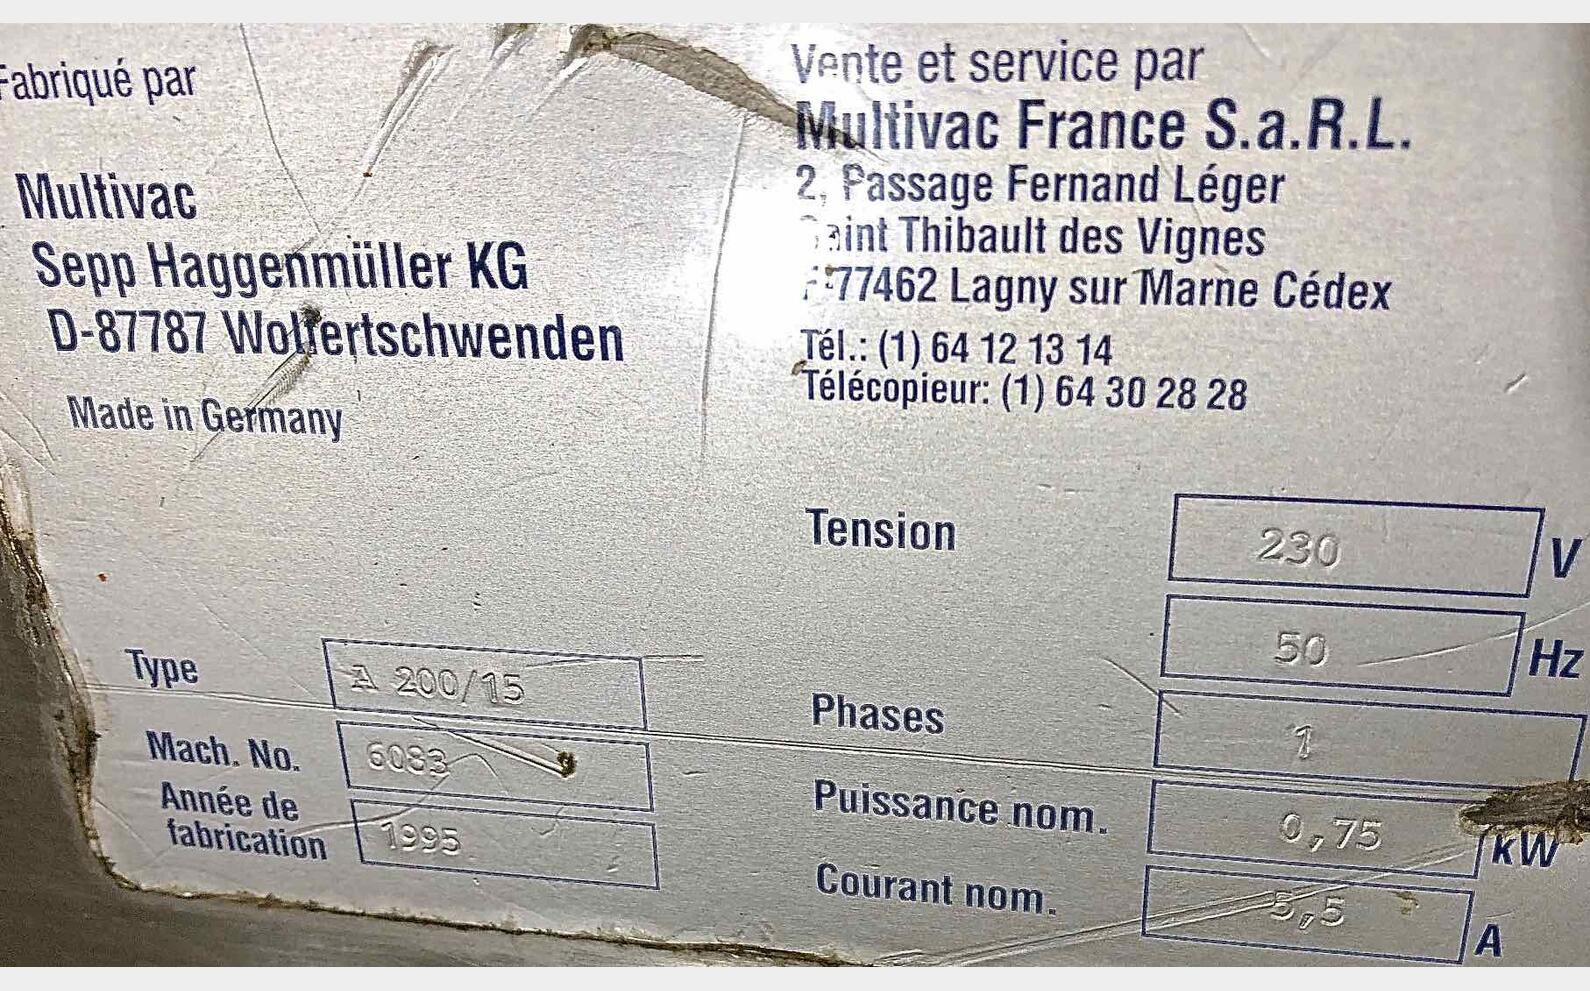 Fabriqué par
Multivac
Sepp Haggenmüller KG
D-87787 Wolfertschwenden
Made in Germany
Vente et service par
Multivac France S.a.R.L.
2, Passage Fernand Léger
Saint Thibault des Vignes
F-77462 Lagny sur Marne Cédex
Tél.: (1) 64 12 13 14
Télécopieur: (1) 64 30 28 28
Type A 200/15
Mach. No. 6083
Année de
fabrication 1995
Tension 230 V
50 Hz
Phases 1
Puissance nom. 0,75 kW
Courant nom. 5,5 A